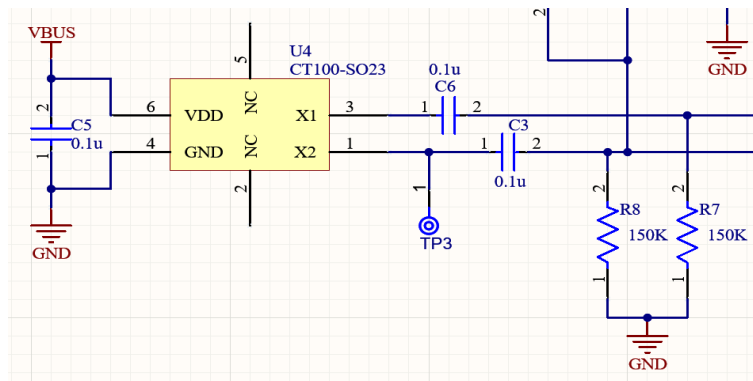 2
VBUS
GND
U4
CT100-SO23
5
0.1u
C6
2
6
VDD
NC
X1
3
1
2
C5
0.1u
1
4
GND
NC
X2
1
1
C3
2
0.1u
2
1
TP3
2
R8
150K
2
R7
150K
1
1
GND
GND